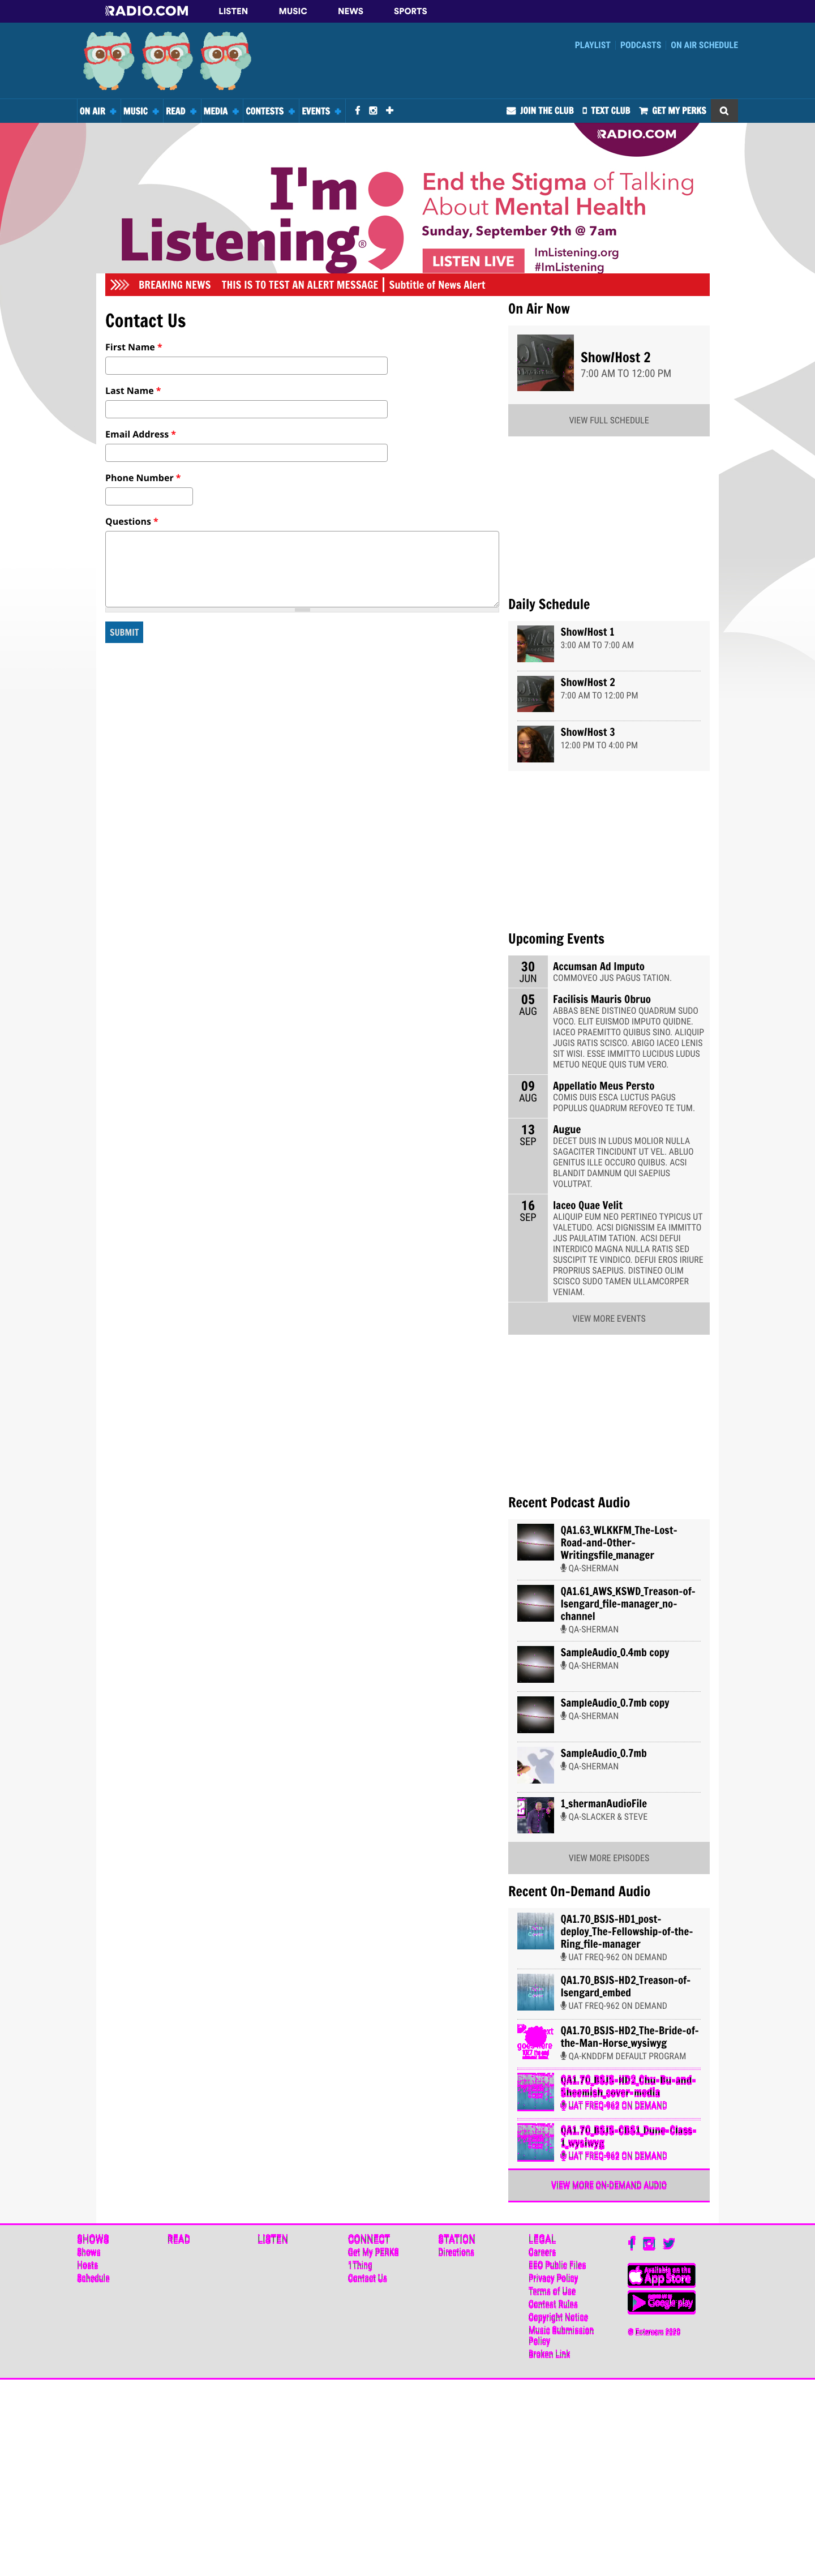 RADIO.COM LISTEN MUSIC NEWS SPORTS
PLAYLIST PODCASTS ON AIR SCHEDULE
ON AIR MUSIC READ MEDIA CONTESTS EVENTS
JOIN THE CLUB TEXT CLUB GET MY PERKS
RADIO.COM
I'm
Listening®
End the Stigma of Talking
About Mental Health
Sunday, September 9th @ 7am
LISTEN LIVE
ImListening.org
#ImListening
BREAKING NEWS THIS IS TO TEST AN ALERT MESSAGE | Subtitle of News Alert
Contact Us
First Name *
Last Name *
Email Address *
Phone Number *
Questions *
SUBMIT
On Air Now
Show/Host 2
7:00 AM TO 12:00 PM
VIEW FULL SCHEDULE
Daily Schedule
Show/Host 1
3:00 AM TO 7:00 AM
Show/Host 2
7:00 AM TO 12:00 PM
Show/Host 3
12:00 PM TO 4:00 PM
Upcoming Events
30
JUN
Accumsan Ad Imputo
COMMOVEO JUS PAGUS TATION.
05
AUG
Facilisis Mauris Obruo
ABBAS BENE DISTINEO QUADRUM SUDO
VOCO. ELIT EUISMOD IMPUTO QUIDNE.
IACEO PRAEMITTO QUIBUS SINO. ALIQUIP
JUGIS RATIS SCISCO. ABIGO IACEO LENIS
SIT WISI. ESSE IMMITTO LUCIDUS LUDUS
METUO NEQUE QUIS TUM VERO.
09
AUG
Appellatio Meus Persto
COMIS DUIS ESCA LUCTUS PAGUS
POPULUS QUADRUM REFOVEO TE TUM.
13
SEP
Augue
DECET DUIS IN LUDUS MOLIOR NULLA
SAGACITER TINCIDUNT UT VEL. ABLUO
GENITUS ILLE OCCURO QUIBUS. ACSI
BLANDIT DAMNUM QUI SAEPIUS
VOLUTPAT.
16
SEP
Iaceo Quae Velit
ALIQUIP EUM NEO PERTINEO TYPICUS UT
VALETUDO. ACSI DIGNISSIM EA IMMITTO
JUS PAULATIM TATION. ACSI DEFUI
INTERDICO MAGNA NULLA RATIS SED
SUSCIPIT TE VINDICO. DEFUI EROS IRIURE
PROPRIUS SAEPIUS. DISTINEO OLIM
SCISCO SUDO TAMEN ULLAMCORPER
VENIAM.
VIEW MORE EVENTS
Recent Podcast Audio
QA1.63_WLKKFM_The-Lost-
Road-and-Other-
Writingsfile_manager
QA-SHERMAN
QA1.61_AWS_KSWD_Treason-of-
Isengard_file-manager_no-
channel
QA-SHERMAN
SampleAudio_0.4mb copy
QA-SHERMAN
SampleAudio_0.7mb copy
QA-SHERMAN
SampleAudio_0.7mb
QA-SHERMAN
1_shermanAudioFile
QA-SLACKER & STEVE
VIEW MORE EPISODES
Recent On-Demand Audio
QA1.70_BSJS-HD1_post-
deploy_The-Fellowship-of-the-
Ring_file-manager
UAT FREQ-962 ON DEMAND
QA1.70_BSJS-HD2_Treason-of-
Isengard_embed
UAT FREQ-962 ON DEMAND
QA1.70_BSJS-HD2_The-Bride-of-
the-Man-Horse_wysiwyg
QA-KNDDFM DEFAULT PROGRAM
QA1.70_BSJS-HD2_Chu-Bu-and-
Sheemish_cover-media
UAT FREQ-962 ON DEMAND
QA1.70_BSJS-CBS1_Dune-Class-
1_wysiwyg
UAT FREQ-962 ON DEMAND
VIEW MORE ON-DEMAND AUDIO
SHOWS
Shows
Hosts
Schedule
READ
LISTEN
CONNECT
Get My PERKS
1Thing
Contact Us
STATION
Directions
LEGAL
Careers
EEO Public Files
Privacy Policy
Terms of Use
Contest Rules
Copyright Notice
Music Submission
Policy
Broken Link
Available on the
App Store
Google play
© Entercom 2020